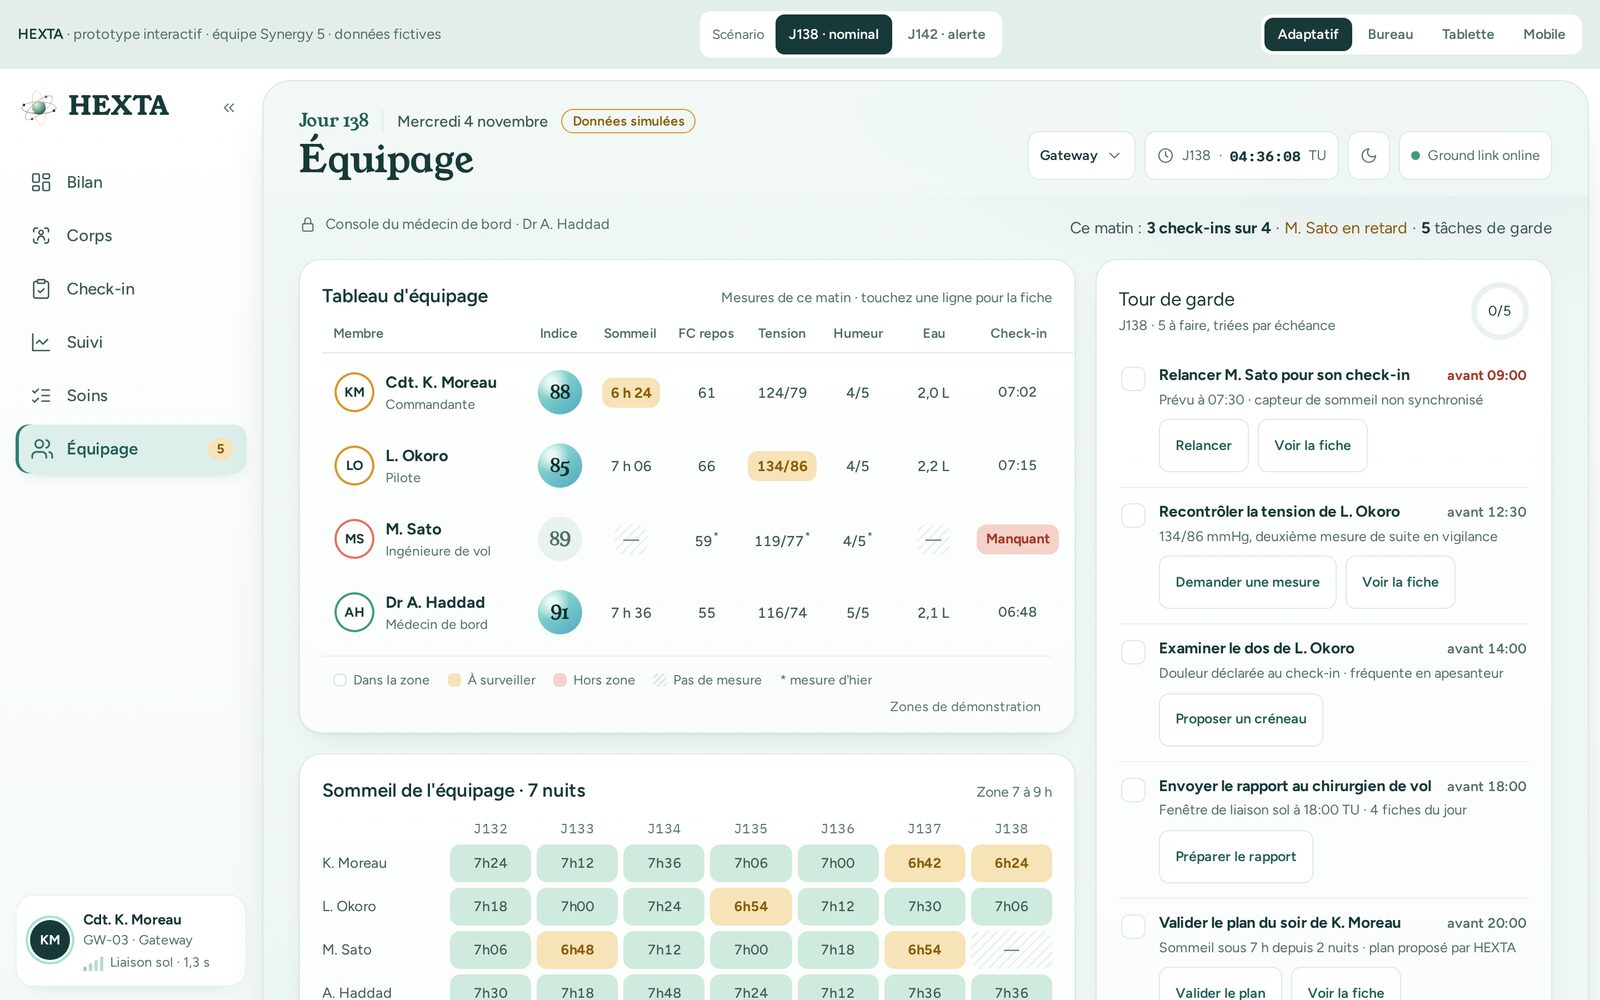 HEXTA · prototype interactif · équipe Synergy 5 · données fictives
Scénario J138 · nominal J142 · alerte
Adaptatif Bureau Tablette Mobile
HEXTA «
Bilan
Corps
Check-in
Suivi
Soins
Équipage 5
KM
Cdt. K. Moreau
GW-03 · Gateway
Liaison sol · 1,3 s
Jour 138 Mercredi 4 novembre Données simulées
Équipage
Gateway J138 · 04:36:08 TU Ground link online
Console du médecin de bord · Dr A. Haddad
Ce matin : 3 check-ins sur 4 · M. Sato en retard · 5 tâches de garde
Tableau d'équipage Mesures de ce matin · touchez une ligne pour la fiche
Membre Indice Sommeil FC repos Tension Humeur Eau Check-in
KM Cdt. K. Moreau 88 6 h 24 61 124/79 4/5 2,0 L 07:02
Commandante
LO L. Okoro 85 7 h 06 66 134/86 4/5 2,2 L 07:15
Pilote
MS M. Sato 89 — 59* 119/77* 4/5* — Manquant
Ingénieure de vol
AH Dr A. Haddad 91 7 h 36 55 116/74 5/5 2,1 L 06:48
Médecin de bord
Dans la zone À surveiller Hors zone Pas de mesure * mesure d'hier
Zones de démonstration
Sommeil de l'équipage · 7 nuits Zone 7 à 9 h
J132 J133 J134 J135 J136 J137 J138
K. Moreau 7h24 7h12 7h36 7h06 7h00 6h42 6h24
L. Okoro 7h18 7h00 7h24 6h54 7h12 7h30 7h06
M. Sato 7h06 6h48 7h12 7h00 7h18 6h54 —
A. Haddad 7h30 7h18 7h48 7h24 7h12 7h36 7h36
Tour de garde 0/5
J138 · 5 à faire, triées par échéance
Relancer M. Sato pour son check-in avant 09:00
Prévu à 07:30 · capteur de sommeil non synchronisé
Relancer Voir la fiche
Recontrôler la tension de L. Okoro avant 12:30
134/86 mmHg, deuxième mesure de suite en vigilance
Demander une mesure Voir la fiche
Examiner le dos de L. Okoro avant 14:00
Douleur déclarée au check-in · fréquente en apesanteur
Proposer un créneau
Envoyer le rapport au chirurgien de vol avant 18:00
Fenêtre de liaison sol à 18:00 TU · 4 fiches du jour
Préparer le rapport
Valider le plan du soir de K. Moreau avant 20:00
Sommeil sous 7 h depuis 2 nuits · plan proposé par HEXTA
Valider le plan Voir la fiche